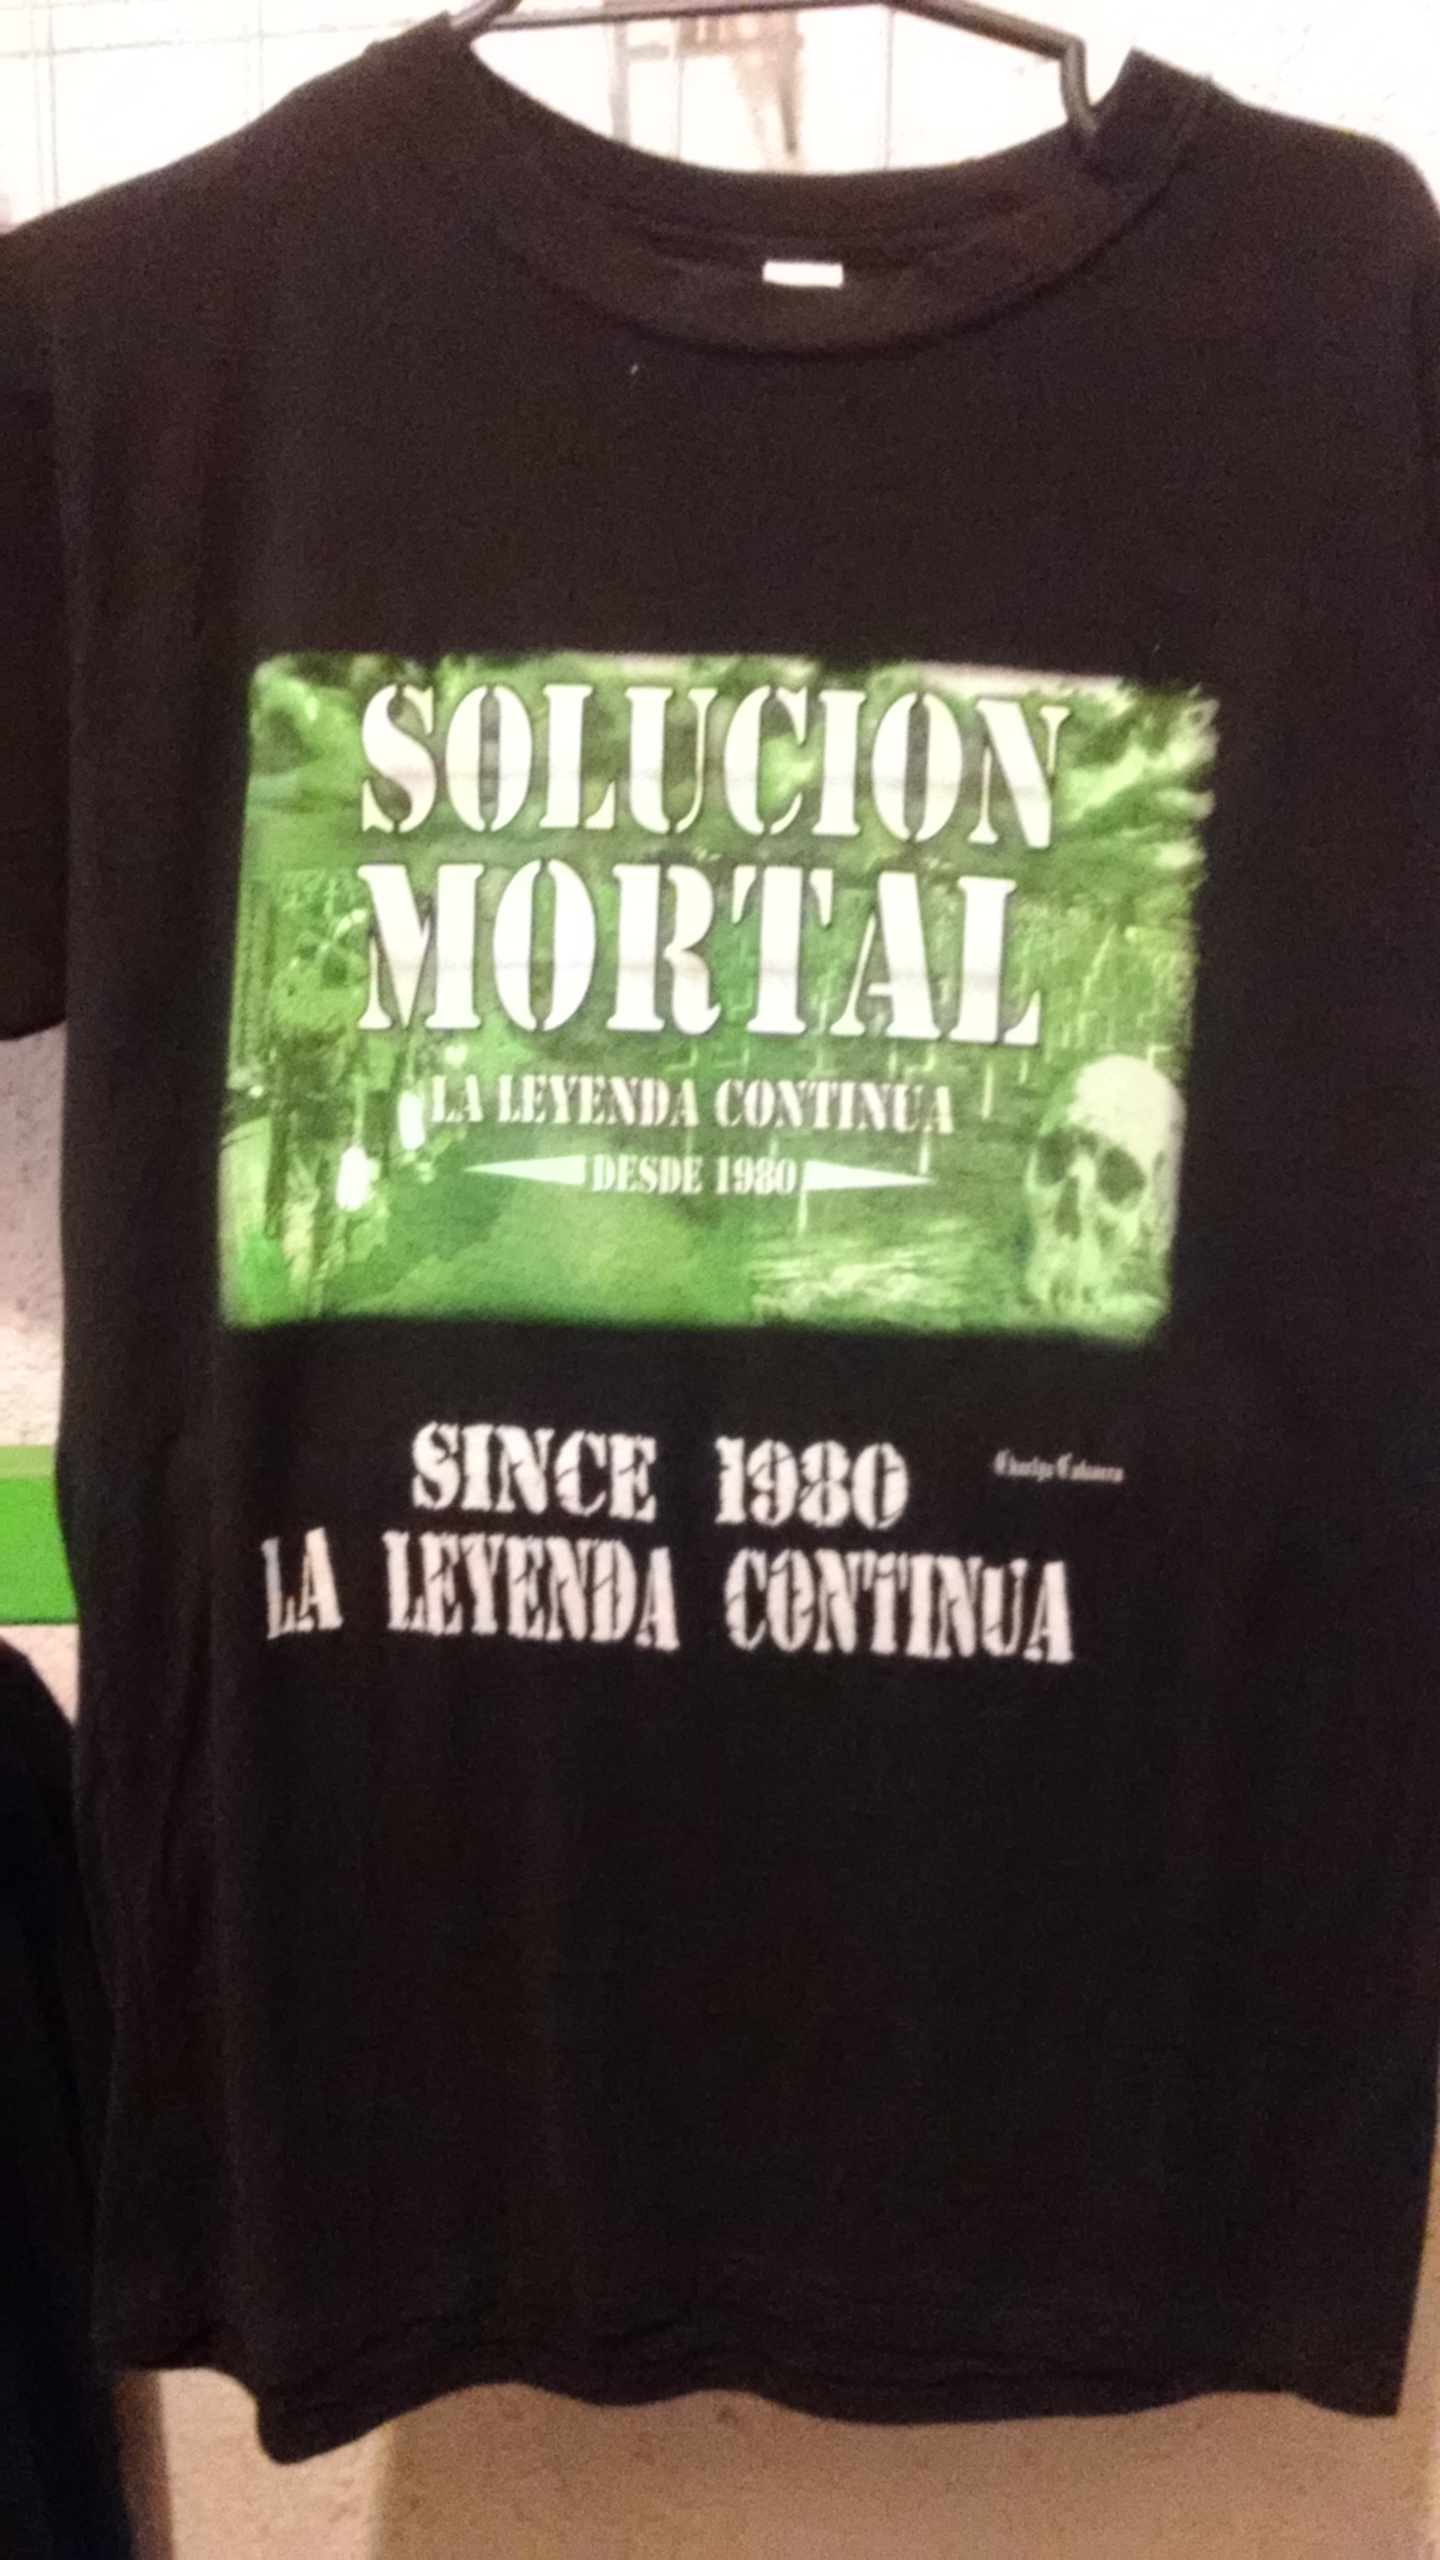 SOLUCION
MORTAL
LA LEYENDA CONTINUA
DESDE 1980
SINCE 1980
LA LEYENDA CONTINUA